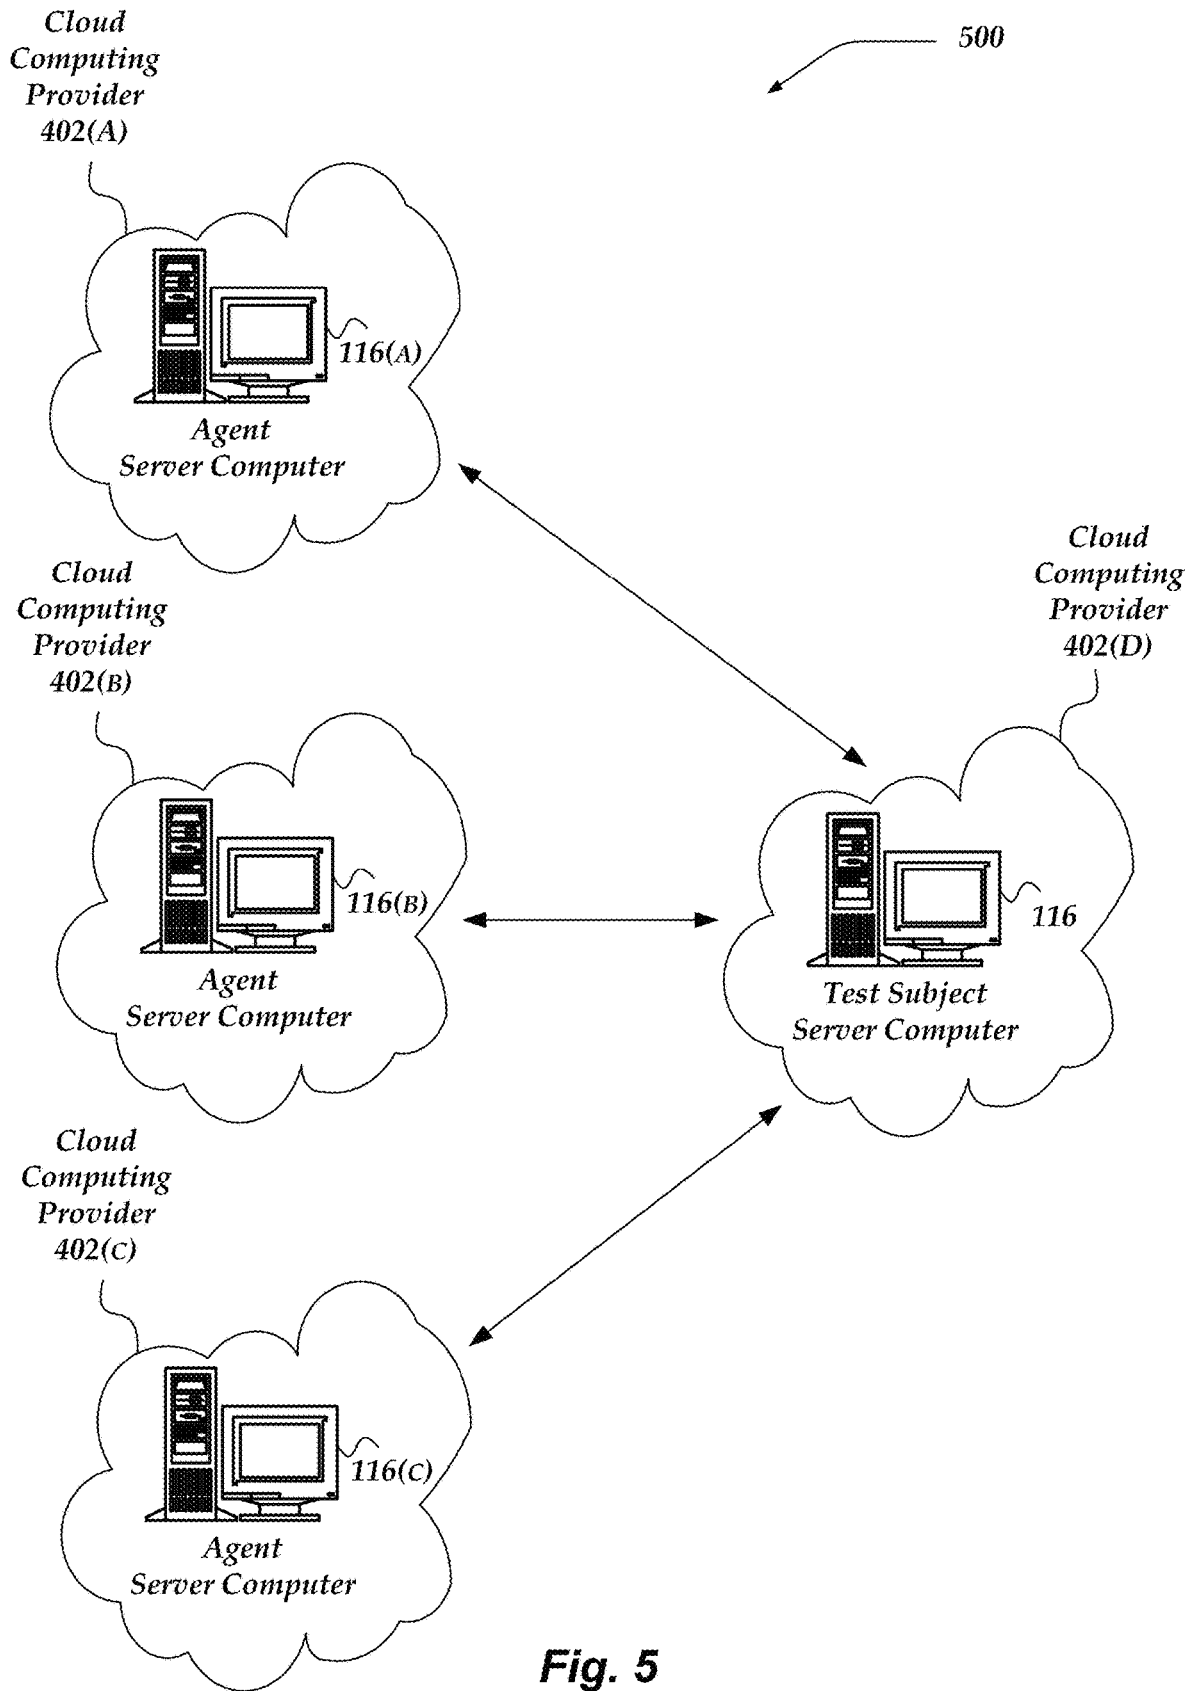 Cloud
Computing
Provider
402(A)
500
116(A)
Agent
Server Computer
Cloud
Computing
Provider
402(B)
116(B)
Agent
Server Computer
Cloud
Computing
Provider
402(D)
116
Test Subject
Server Computer
Cloud
Computing
Provider
402(C)
116(C)
Agent
Server Computer
Fig. 5